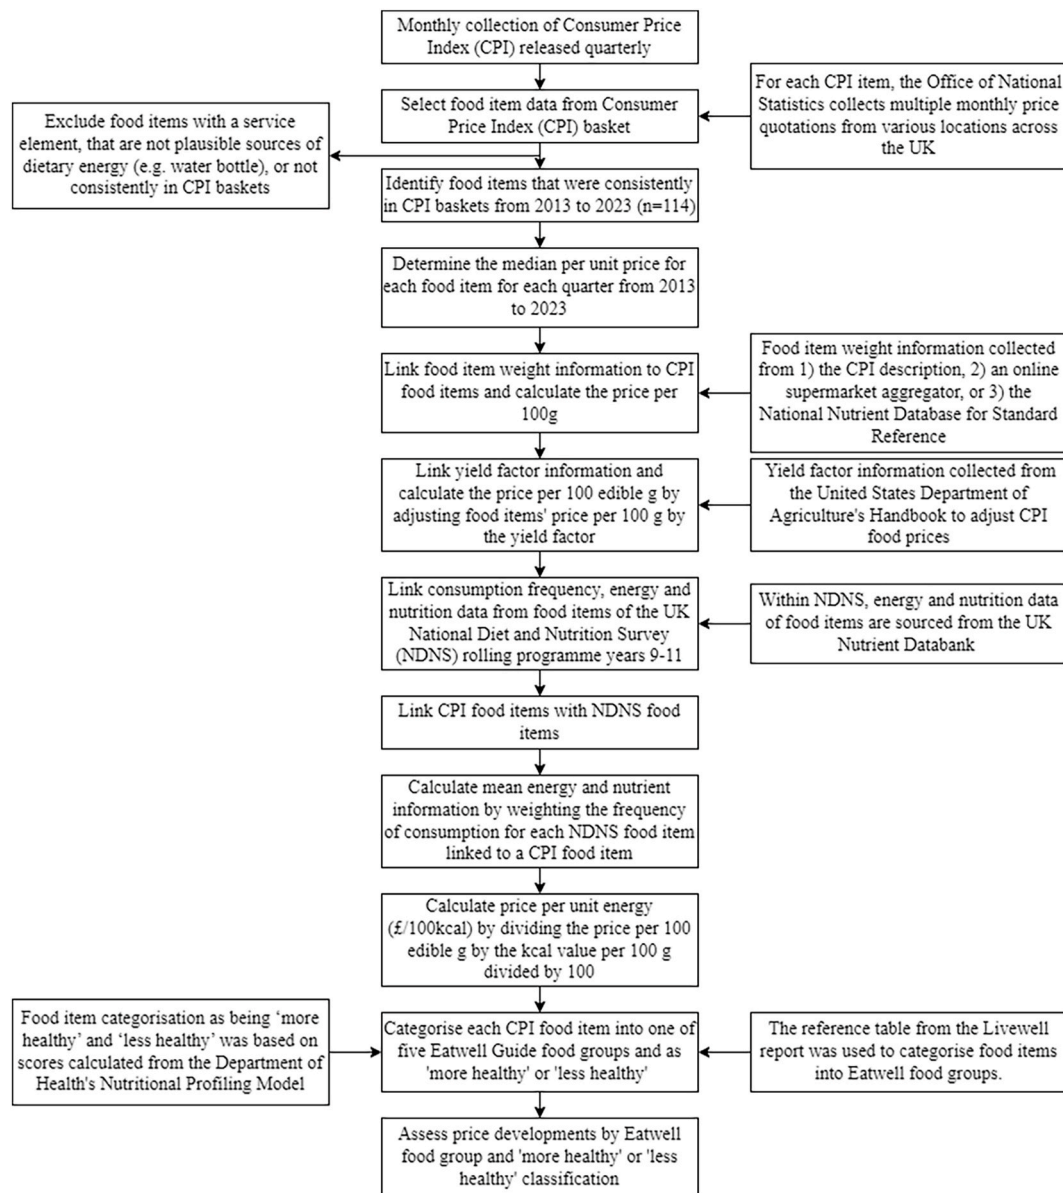 Monthly collection of Consumer Price
Index (CPI) released quarterly
For each CPI item, the Office of National
Statistics collects multiple monthly price
quotations from various locations across
the UK
Select food item data from Consumer
Price Index (CPI) basket
Exclude food items with a service
element, that are not plausible sources of
dietary energy (e.g. water bottle), or not
consistently in CPI baskets
Identify food items that were consistently
in CPI baskets from 2013 to 2023 (n=114)
Determine the median per unit price for
each food item for each quarter from 2013
to 2023
Link food item weight information to CPI
food items and calculate the price per
100g
Food item weight information collected
from 1) the CPI description, 2) an online
supermarket aggregator, or 3) the
National Nutrient Database for Standard
Reference
Link yield factor information and
calculate the price per 100 edible g by
adjusting food items' price per 100 g by
the yield factor
Yield factor information collected from
the United States Department of
Agriculture's Handbook to adjust CPI
food prices
Link consumption frequency, energy and
nutrition data from food items of the UK
National Diet and Nutrition Survey
(NDNS) rolling programme years 9-11
Within NDNS, energy and nutrition data
of food items are sourced from the UK
Nutrient Databank
Link CPI food items with NDNS food
items
Calculate mean energy and nutrient
information by weighting the frequency
of consumption for each NDNS food item
linked to a CPI food item
Calculate price per unit energy
(£/100kcal) by dividing the price per 100
edible g by the kcal value per 100 g
divided by 100
Food item categorisation as being ‘more
healthy’ and ‘less healthy’ was based on
scores calculated from the Department of
Health's Nutritional Profiling Model
Categorise each CPI food item into one of
five Eatwell Guide food groups and as
'more healthy' or 'less healthy'
The reference table from the Livewell
report was used to categorise food items
into Eatwell food groups.
Assess price developments by Eatwell
food group and 'more healthy' or 'less
healthy' classification